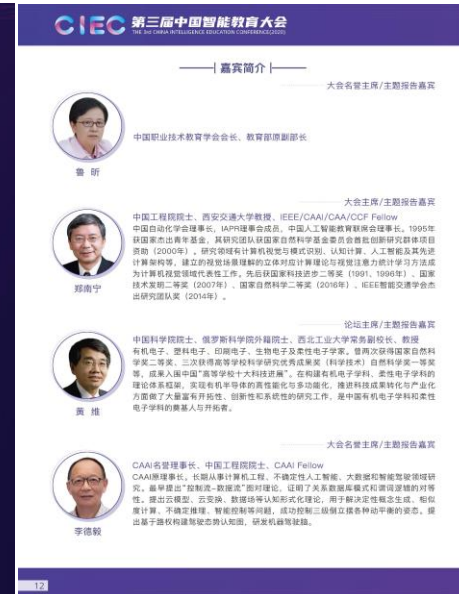 CIEC 第三届中国智能教育大会
THE 3rd CHINA INTELLIGENCE EDUCATION CONFERENCE(2020)
嘉宾简介
大会名誉主席/主题报告嘉宾
中国职业技术教育学会会长、教育部原副部长
鲁 昕
大会主席/主题报告嘉宾
中国工程院院士、西安交通大学教授、IEEE/CAAI/CAA/CCF Fellow
中国自动化学会理事长、IAPR理事会成员、中国人工智能教育联席会理事长。1995年
获国家杰出青年基金，其研究团队获国家自然科学基金委员会首批创新研究群体项目
资助（2000年）。研究领域有计算机视觉与模式识别、认知计算、人工智能及其先进
计算架构等，建立的视觉场景理解的立体对应计算理论与视觉注意力统计学习方法成
为计算机视觉领域代表性工作。先后获国家科技进步二等奖（1991, 1996年）、国家
技术发明二等奖（2007年）、国家自然科学二等奖（2016年）、IEEE智能交通学会杰
出研究团队奖（2014年）。
郑南宁
论坛主席/主题报告嘉宾
中国科学院院士、俄罗斯科学院外籍院士、西北工业大学常务副校长、教授
有机电子、塑料电子、印刷电子、生物电子及柔性电子学家。曾两次获得国家自然科
学奖二等奖、三次获得高等学校科学研究优秀成果奖（科学技术）自然科学奖一等奖
等，成果入围中国“高等学校十大科技进展”。在构建有机电子学科、柔性电子学科的
理论体系框架，实现有机半导体的高性能化与多功能化，推进科技成果转化与产业化
方面做了大量富有开拓性、创新性和系统性的研究工作，是中国有机电子学科和柔性
电子学科的奠基人与开拓者。
黄 维
大会名誉主席/主题报告嘉宾
CAAI名誉理事长、中国工程院院士、CAAI Fellow
CAAI原理事长。长期从事计算机工程、不确定性人工智能、大数据和智能驾驶领域研
究。最早提出“控制流-数据流”图对理论，证明了关系数据库模式和谓词逻辑的对等
性。提出云模型、云变换、数据场等认知形式化理论，用于解决定性概念生成、相似
度计算、不确定推理、智能控制等问题，成功控制三级倒立摆各种动平衡的姿态。提
出基于路权构建驾驶态势认知图，研发机器驾驶脑。
李德毅
12